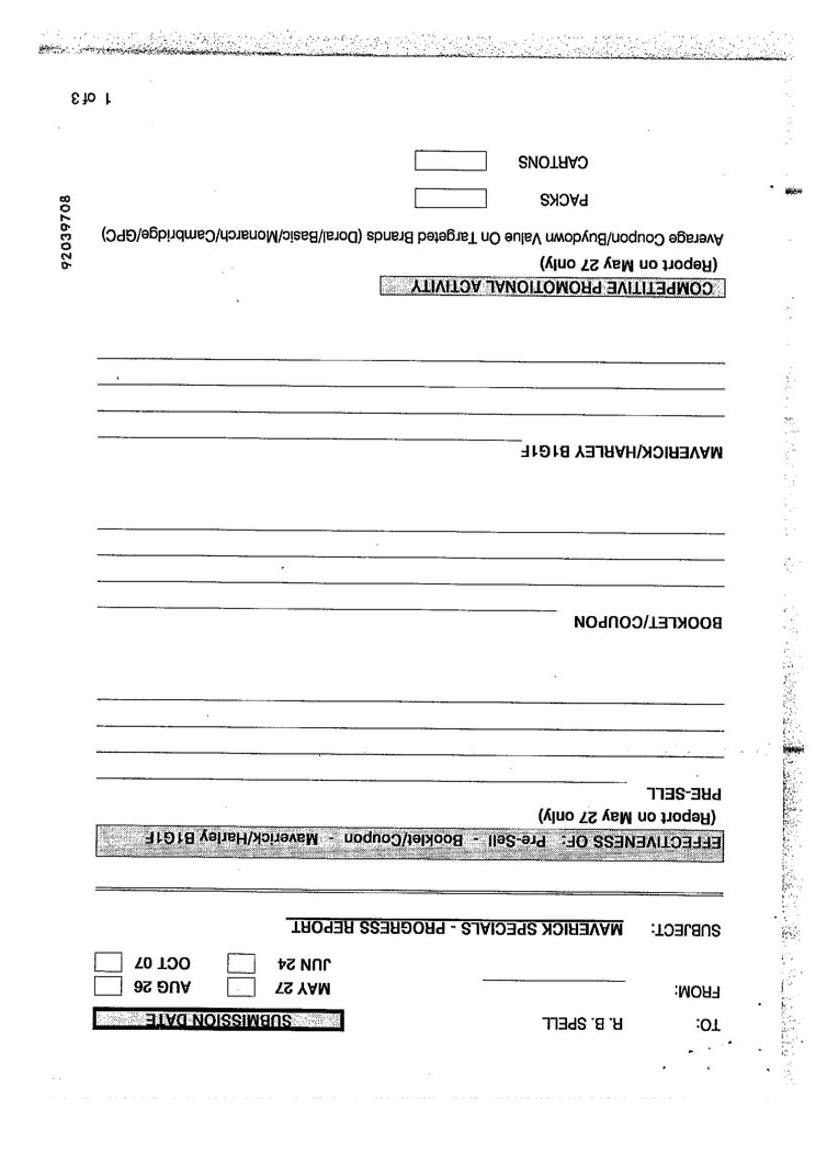 TO: R. B. SPELL
SUBMISSION DATE
FROM:
MAY 27 AUG 26
JUN 24 OCT 07
SUBJECT: MAVERICK SPECIALS - PROGRESS REPORT
EFFECTIVENESS OF: Pre-Sell - Booklet/Coupon - Maverick/Harley B1G1F
(Report on May 27 only)
PRE-SELL
BOOKLET/COUPON
MAVERICK/HARLEY B1G1F
COMPETITIVE PROMOTIONAL ACTIVITY
(Report on May 27 only)
Average Coupon/Buydown Value On Targeted Brands (Doral/Basic/Monarch/Cambridge/GPC)
PACKS
CARTONS
92039708
1 of 3